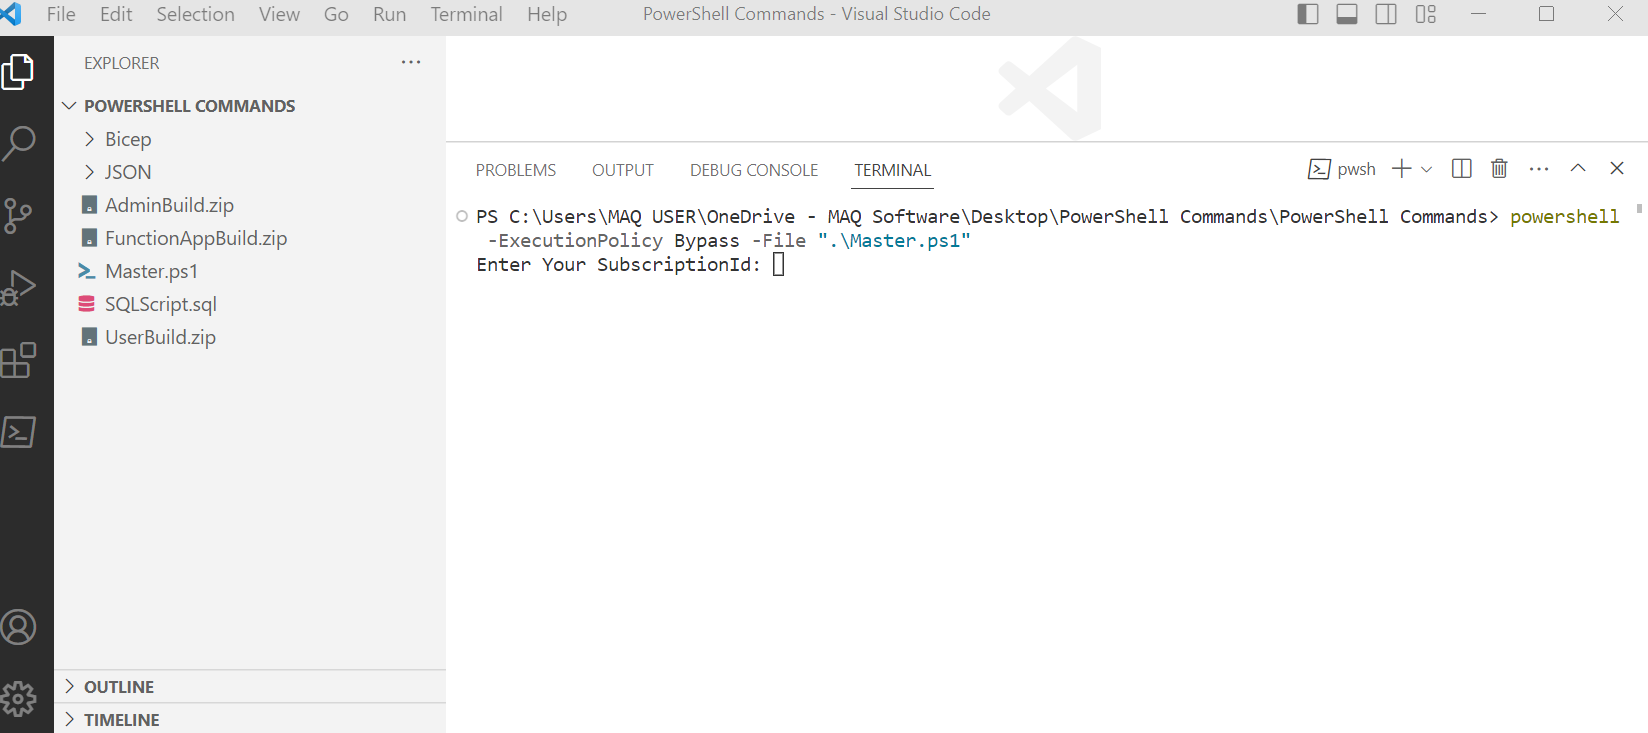 File Edit Selection View Go Run Terminal Help PowerShell Commands - Visual Studio Code
EXPLORER
POWERSHELL COMMANDS
Bicep
JSON
AdminBuild.zip
FunctionAppBuild.zip
Master.ps1
SQLScript.sql
UserBuild.zip
OUTLINE
TIMELINE
PROBLEMS OUTPUT DEBUG CONSOLE TERMINAL pwsh
PS C:\Users\MAQ USER\OneDrive - MAQ Software\Desktop\PowerShell Commands\PowerShell Commands> powershell
-ExecutionPolicy Bypass -File ".\Master.ps1"
Enter Your SubscriptionId: